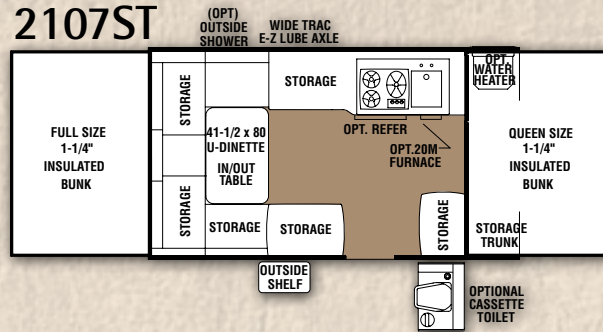 2107ST
(OPT)
OUTSIDE
SHOWER
WIDE TRAC
E-Z LUBE AXLE
FULL SIZE
1-1/4"
INSULATED
BUNK
STORAGE
STORAGE
STORAGE
41-1/2 x 80
U-DINETTE
IN/OUT
TABLE
STORAGE
STORAGE
OPT. REFER
OPT.20M
FURNACE
STORAGE
OPT.
WATER
HEATER
QUEEN SIZE
1-1/4"
INSULATED
BUNK
STORAGE
TRUNK
OUTSIDE
SHELF
OPTIONAL
CASSETTE
TOILET